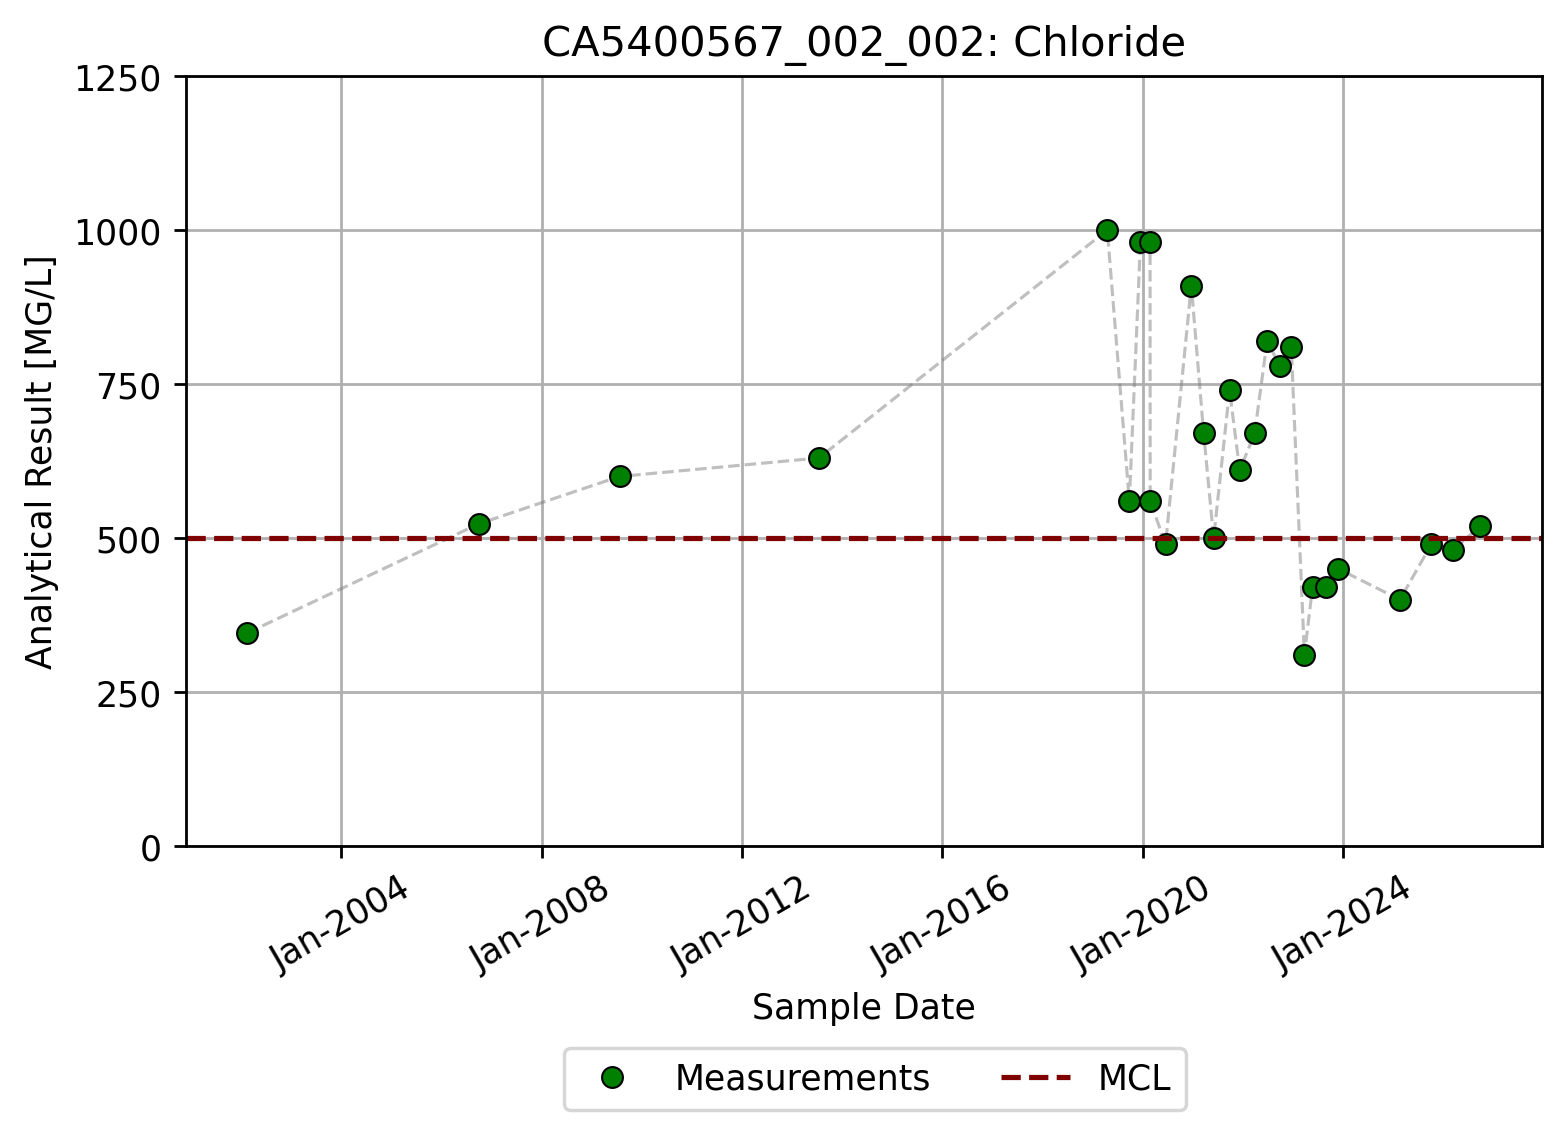 CA5400567_002_002: Chloride
Analytical Result [MG/L]
1250
1000
750
500
250
0
Jan-2004
Jan-2008
Jan-2012
Jan-2016
Jan-2020
Jan-2024
Sample Date
Measurements
MCL